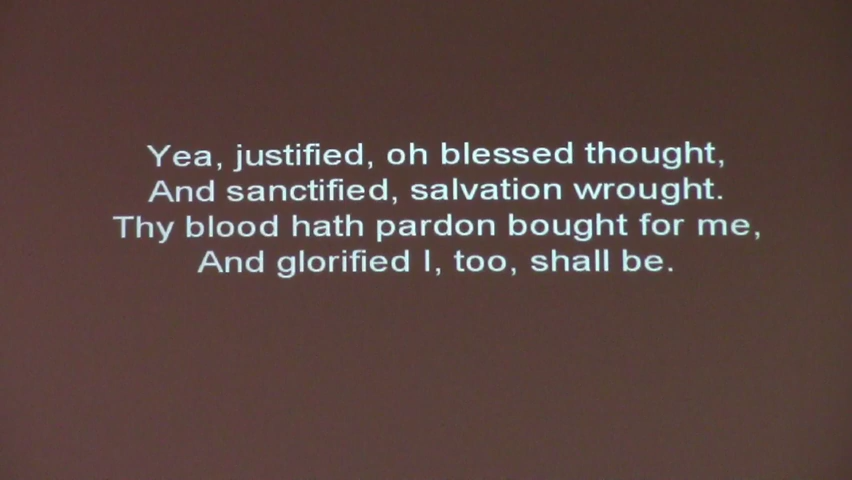 Yea, justified, oh blessed thought,
And sanctified, salvation wrought.
Thy blood hath pardon bought for me,
And glorified I, too, shall be.